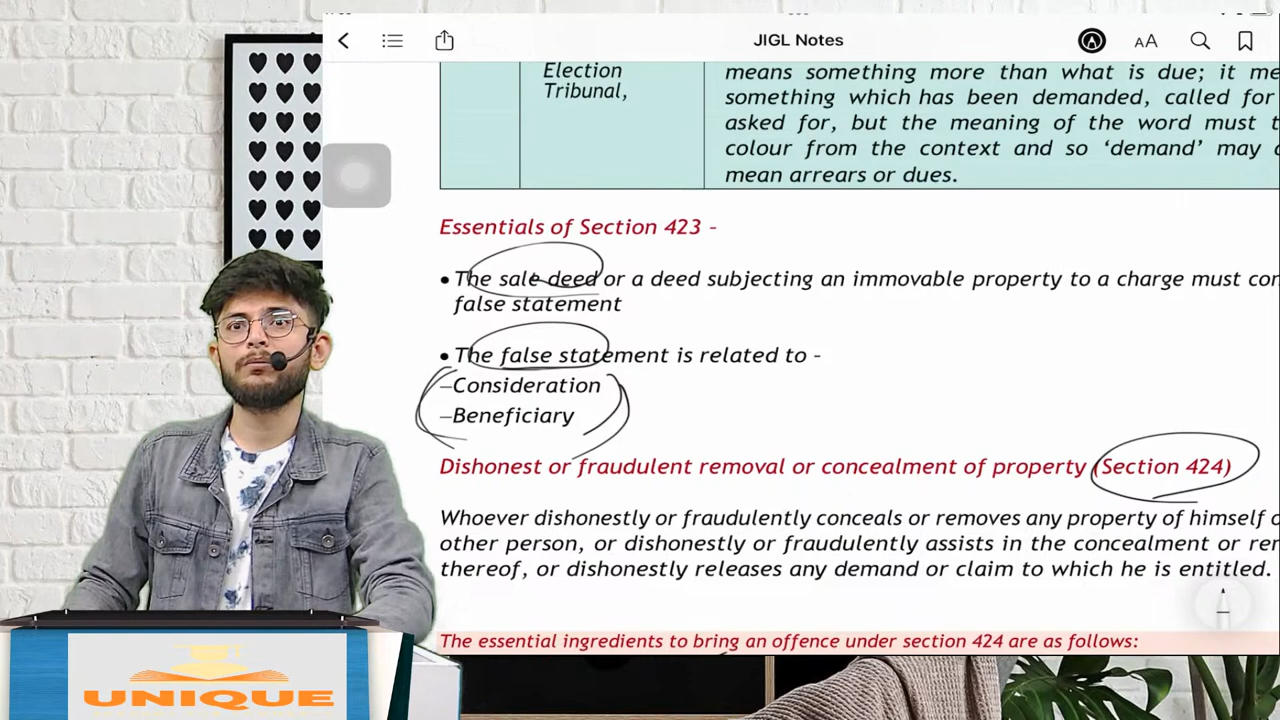 JIGL Notes
AA
Election
Tribunal,
means something more than what is due; it me
something which has been demanded, called for
asked for, but the meaning of the word must t
colour from the context and so ‘demand’ may a
mean arrears or dues.
Essentials of Section 423 –
• The sale deed or a deed subjecting an immovable property to a charge must con
false statement
• The false statement is related to –
–Consideration
–Beneficiary
Dishonest or fraudulent removal or concealment of property (Section 424)
Whoever dishonestly or fraudulently conceals or removes any property of himself o
other person, or dishonestly or fraudulently assists in the concealment or rem
thereof, or dishonestly releases any demand or claim to which he is entitled.
The essential ingredients to bring an offence under section 424 are as follows:
UNIQUE